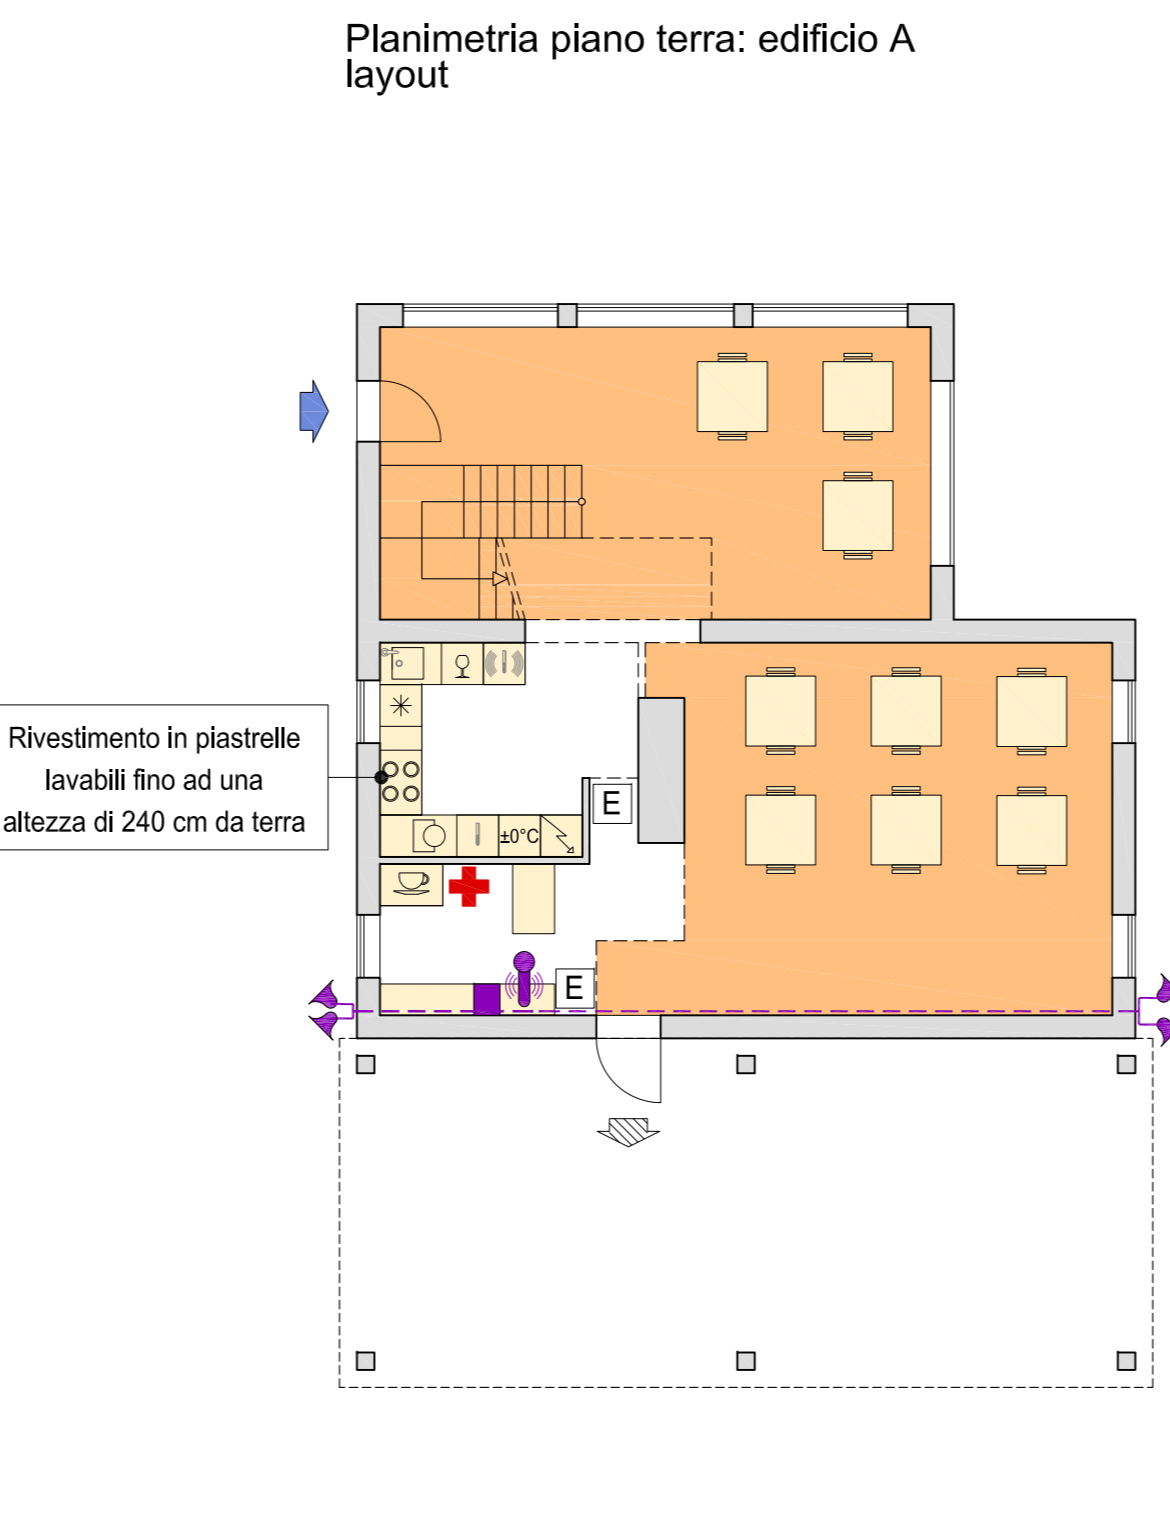 Planimetria piano terra: edificio A
layout
Rivestimento in piastrelle
lavabili fino ad una
altezza di 240 cm da terra
E
±0°C
E